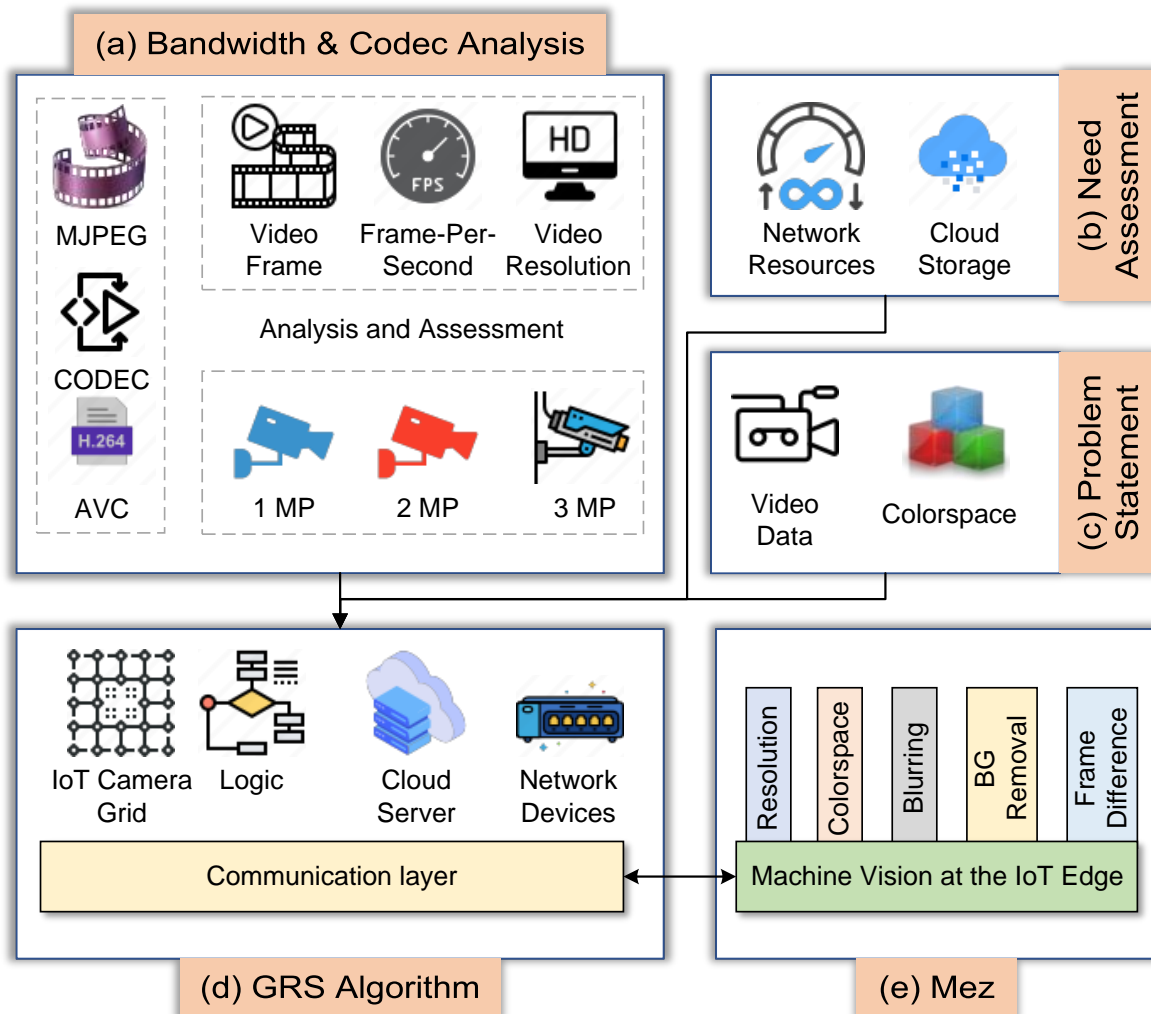 (a) Bandwidth & Codec Analysis
MJPEG
CODEC
H.264
AVC
Video
Frame
FPS
Frame-Per-
Second
HD
Video
Resolution
Analysis and Assessment
1 MP
2 MP
3 MP
Network
Resources
Cloud
Storage
(b) Need
Assessment
Video
Data
Colorspace
(c) Problem
Statement
IoT Camera
Grid
Logic
Cloud
Server
Network
Devices
Communication layer
(d) GRS Algorithm
Resolution
Colorspace
Blurring
BG
Removal
Frame
Difference
Machine Vision at the IoT Edge
(e) Mez